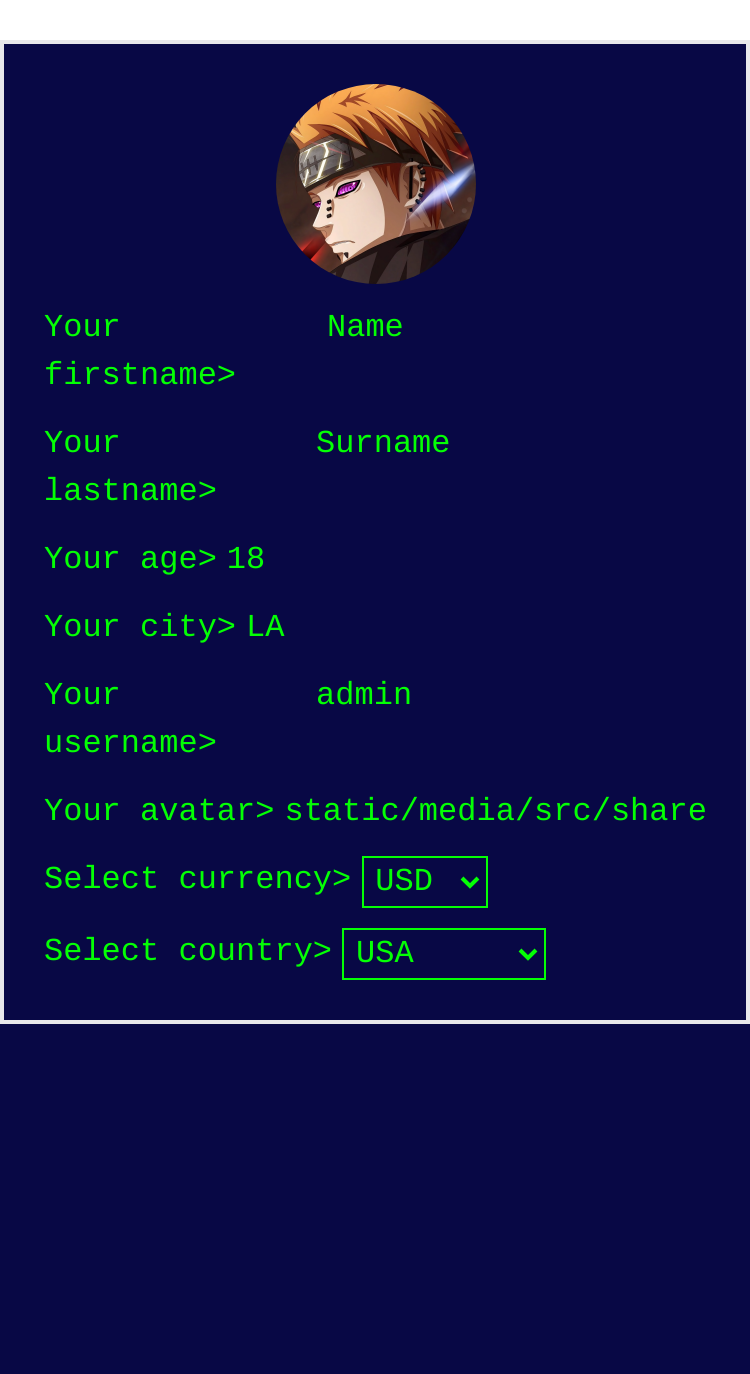 Your Name
firstname>
Your Surname
lastname>
Your age> 18
Your city> LA
Your admin
username>
Your avatar> static/media/src/share
Select currency> USD
Select country> USA